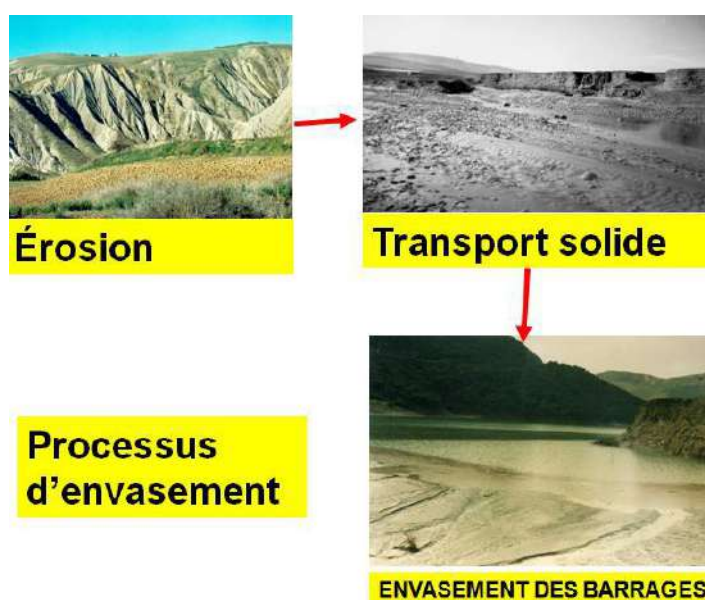 Érosion
Transport solide
Processus
d'envasement
ENVASEMENT DES BARRAGES